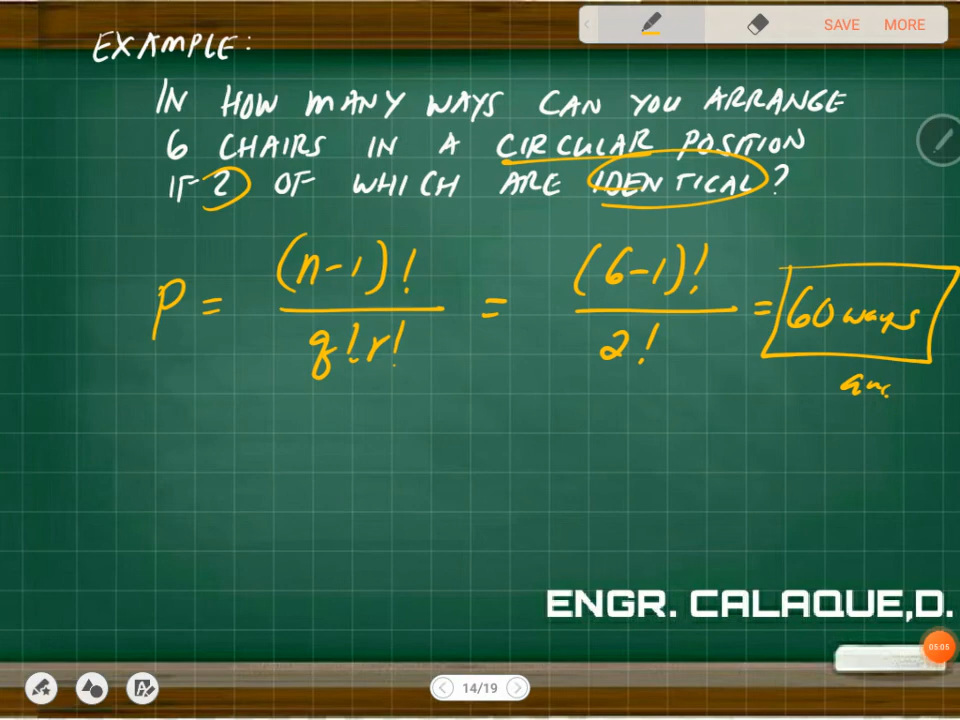 SAVE MORE
EXAMPLE:
IN HOW MANY WAYS CAN YOU ARRANGE
6 CHAIRS IN A CIRCULAR POSITION
IF 2 OF WHICH ARE IDENTICAL?
P = (n-1)! / q!r! = (6-1)! / 2! = 60 ways
ans.
ENGR. CALAQUE,D.
05:05
14/19